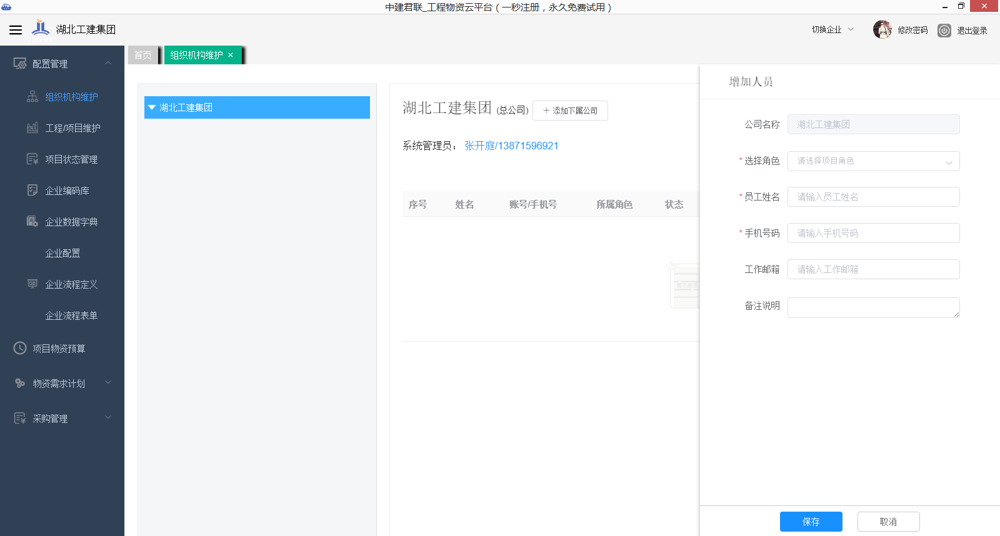 中建君联_工程物资云平台（一秒注册，永久免费试用）
湖北工建集团
切换企业
修改密码
退出登录
首页
组织机构维护 ×
配置管理
组织机构维护
工程/项目维护
项目状态管理
企业编码库
企业数据字典
企业配置
企业流程定义
企业流程表单
项目物资预算
物资需求计划
采购管理
湖北工建集团
湖北工建集团 (总公司) + 添加下属公司
系统管理员： 张开庭/13871596921
序号 姓名 账号/手机号 所属角色 状态
增加人员
公司名称 湖北工建集团
* 选择角色 请选择项目角色
* 员工姓名 请输入员工姓名
* 手机号码 请输入手机号码
工作邮箱 请输入工作邮箱
备注说明
保存 取消